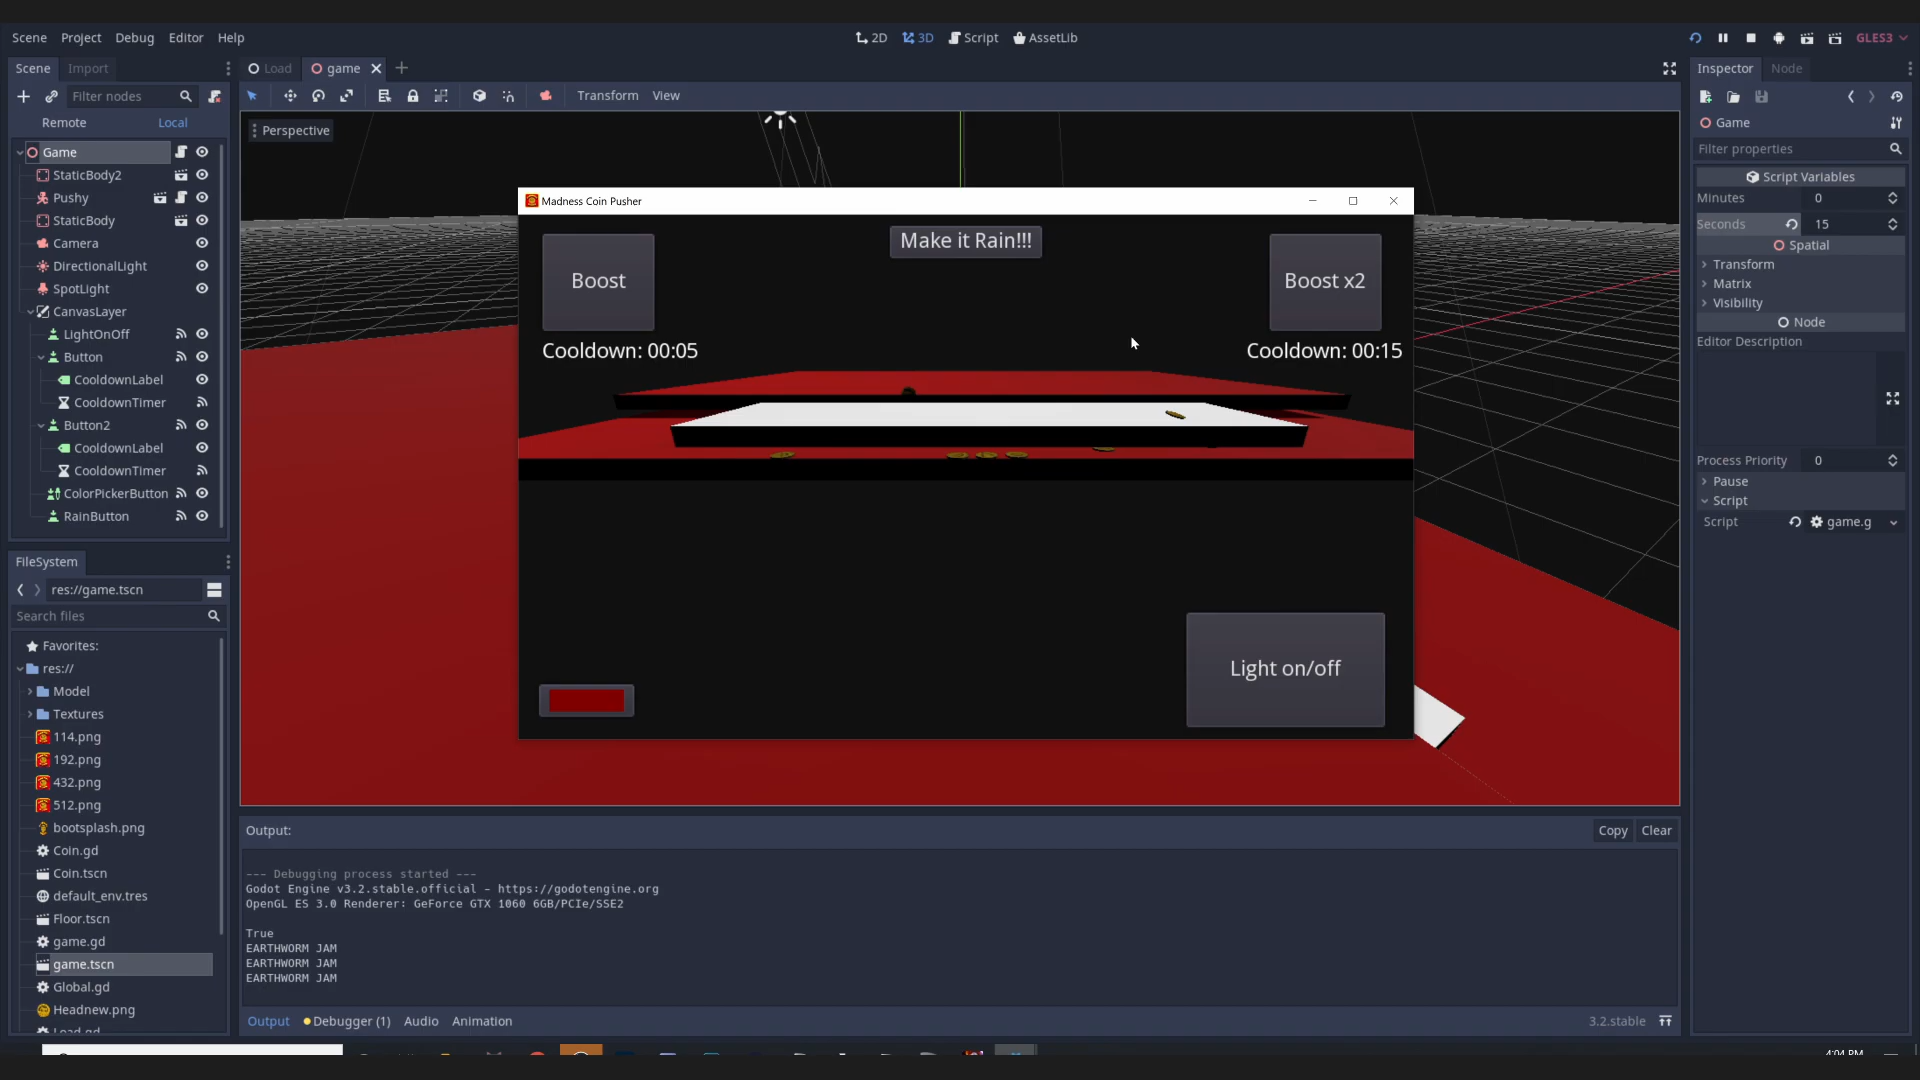 Scene Project Debug Editor Help
2D 3D Script AssetLib
GLES3
Scene Import
Load game
Inspector Node
Filter nodes
Transform View
Remote Local
Perspective
Game
Filter properties
Game
StaticBody2
Pushy
StaticBody
Camera
DirectionalLight
SpotLight
CanvasLayer
LightOnOff
Button
CooldownLabel
CooldownTimer
Button2
CooldownLabel
CooldownTimer
ColorPickerButton
RainButton
Madness Coin Pusher
Make it Rain!!!
Boost
Boost x2
Cooldown: 00:05
Cooldown: 00:15
Light on/off
Script Variables
Minutes 0
Seconds 15
Spatial
Transform
Matrix
Visibility
Node
Editor Description
Process Priority 0
Pause
Script
Script game.g
FileSystem
res://game.tscn
Search files
Favorites:
res://
Model
Textures
114.png
192.png
432.png
512.png
bootsplash.png
Coin.gd
Coin.tscn
default_env.tres
Floor.tscn
game.gd
game.tscn
Global.gd
Headnew.png
Load.gd
Output:
Copy Clear
--- Debugging process started ---
Godot Engine v3.2.stable.official - https://godotengine.org
OpenGL ES 3.0 Renderer: GeForce GTX 1060 6GB/PCIe/SSE2
True
EARTHWORM JAM
EARTHWORM JAM
EARTHWORM JAM
Output Debugger (1) Audio Animation
3.2.stable
4:04 PM